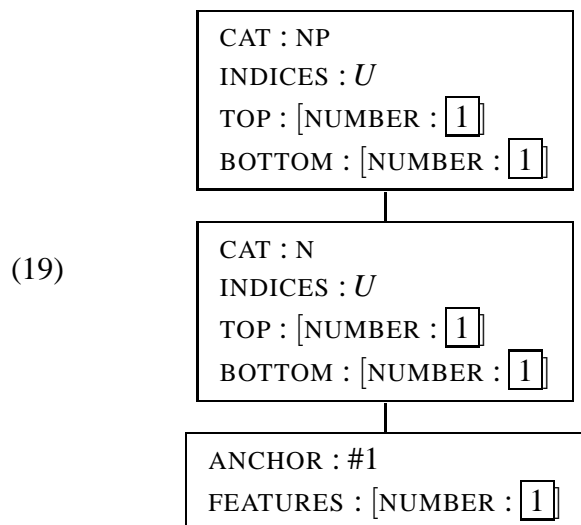 CAT : NP
INDICES : U
TOP : [NUMBER : 1]
BOTTOM : [NUMBER : 1]
(19)
CAT : N
INDICES : U
TOP : [NUMBER : 1]
BOTTOM : [NUMBER : 1]
ANCHOR : #1
FEATURES : [NUMBER : 1]